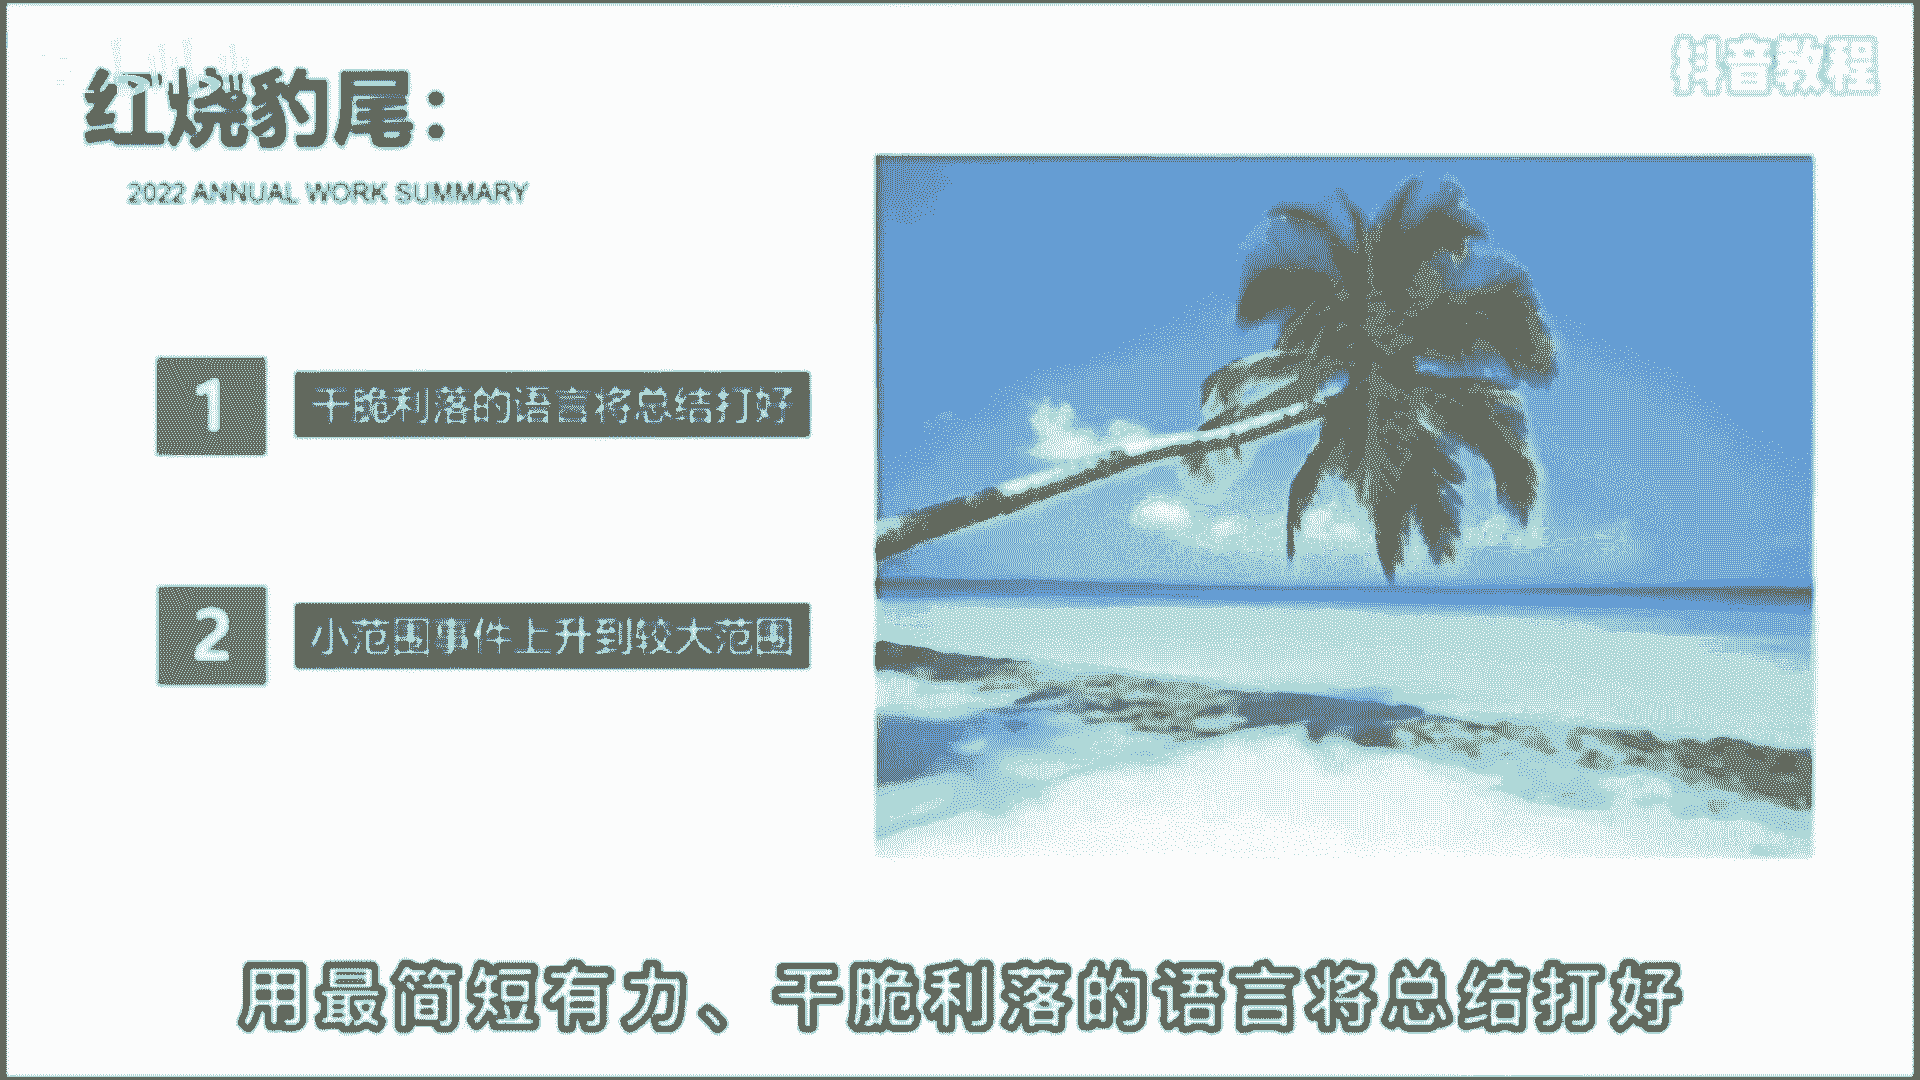 抖音教程
红烧豹尾：
2022 ANNUAL WORK SUMMARY
1
干脆利落的语言将总结打好
2
小范围事件上升到较大范围
用最简短有力、干脆利落的语言将总结打好